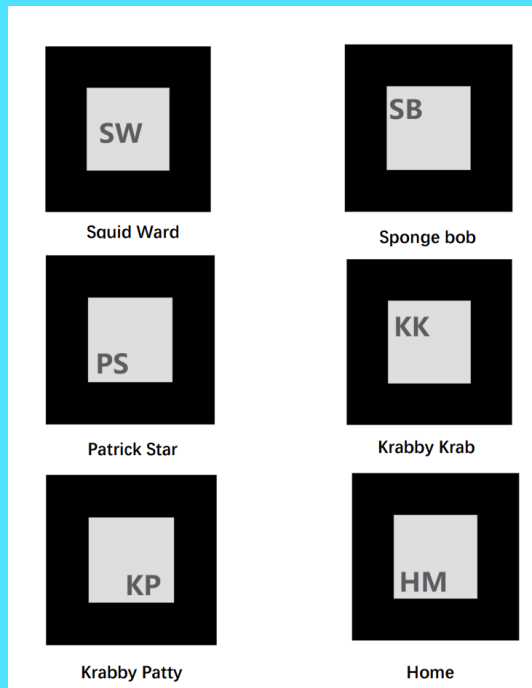 SW
SB
Squid Ward
Sponge bob
PS
KK
Patrick Star
Krabby Krab
KP
HM
Krabby Patty
Home